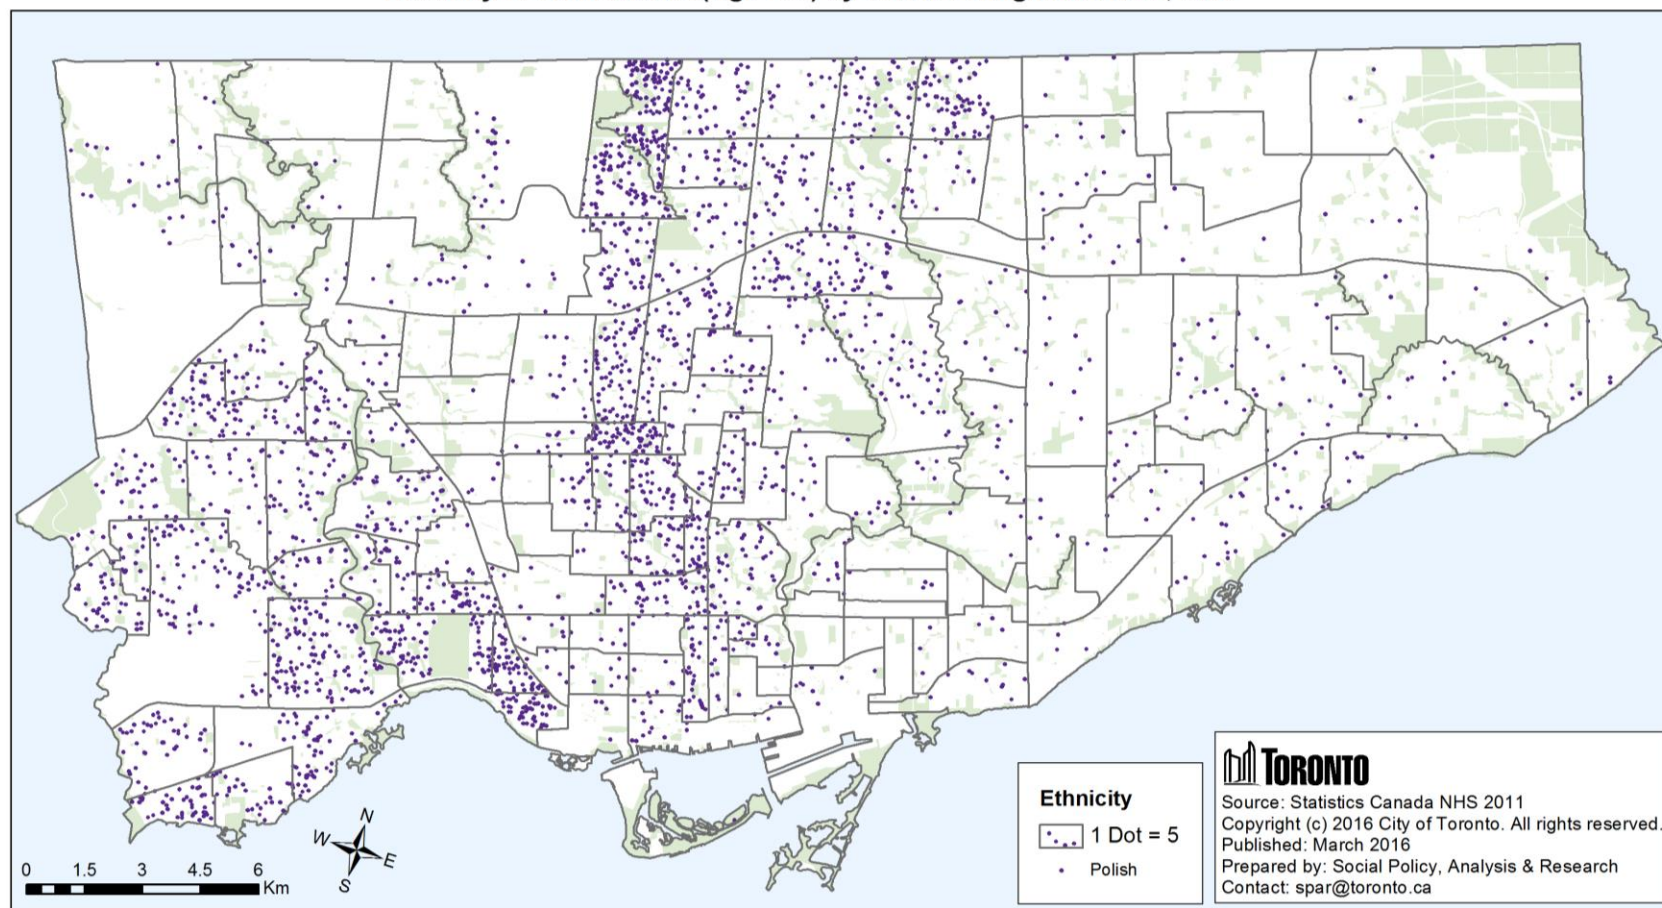 N
W
E
S
0 1.5 3 4.5 6
Km
Ethnicity
1 Dot = 5
Polish
TORONTO
Source: Statistics Canada NHS 2011
Copyright (c) 2016 City of Toronto. All rights reserved.
Published: March 2016
Prepared by: Social Policy, Analysis & Research
Contact: spar@toronto.ca